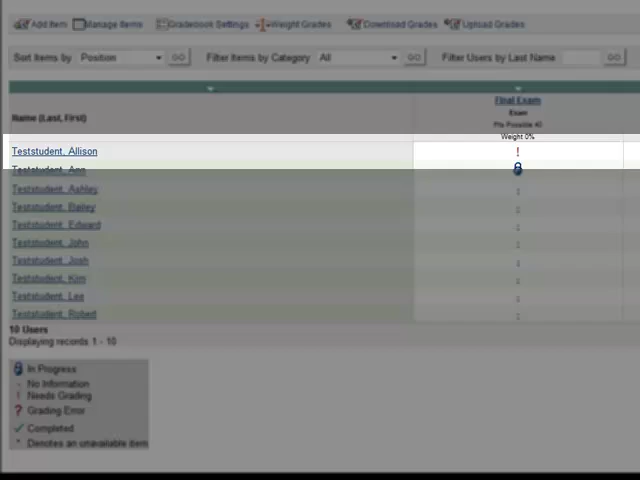 Add Item Manage Items Gradebook Settings Weight Grades Download Grades Upload Grades
Sort Items by Position GO Filter Items by Category All GO Filter Users by Last Name GO
Final Exam
Exam
Pts Possible 40
Weight 0%
Name (Last, First)
Teststudent, Allison !
Teststudent, Ann
Teststudent, Ashley
Teststudent, Bailey
Teststudent, Edward
Teststudent, John
Teststudent, Josh
Teststudent, Kim
Teststudent, Lee
Teststudent, Robert
10 Users
Displaying records 1 - 10
In Progress
- No Information
! Needs Grading
? Grading Error
Completed
* Denotes an unavailable item